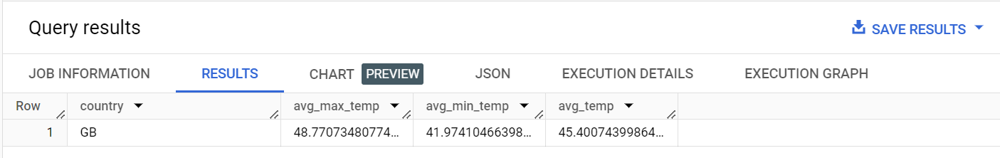 Query results
SAVE RESULTS
JOB INFORMATION RESULTS CHART PREVIEW JSON EXECUTION DETAILS EXECUTION GRAPH
Row country avg_max_temp avg_min_temp avg_temp
1 GB 48.77073480774... 41.97410466398... 45.40074399864...